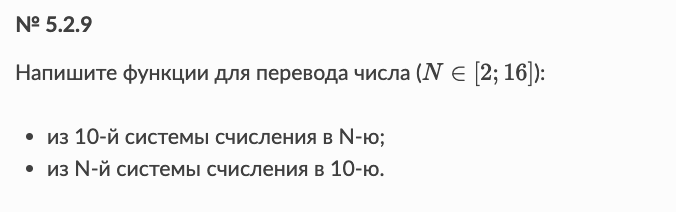 № 5.2.9
Напишите функции для перевода числа (N ∈ [2; 16]):
• из 10-й системы счисления в N-ю;
• из N-й системы счисления в 10-ю.